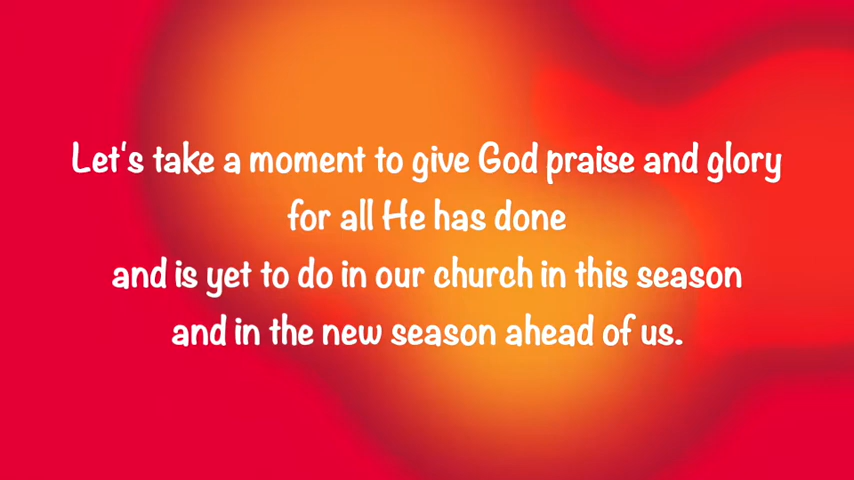 Let's take a moment to give God praise and glory
for all He has done
and is yet to do in our church in this season
and in the new season ahead of us.